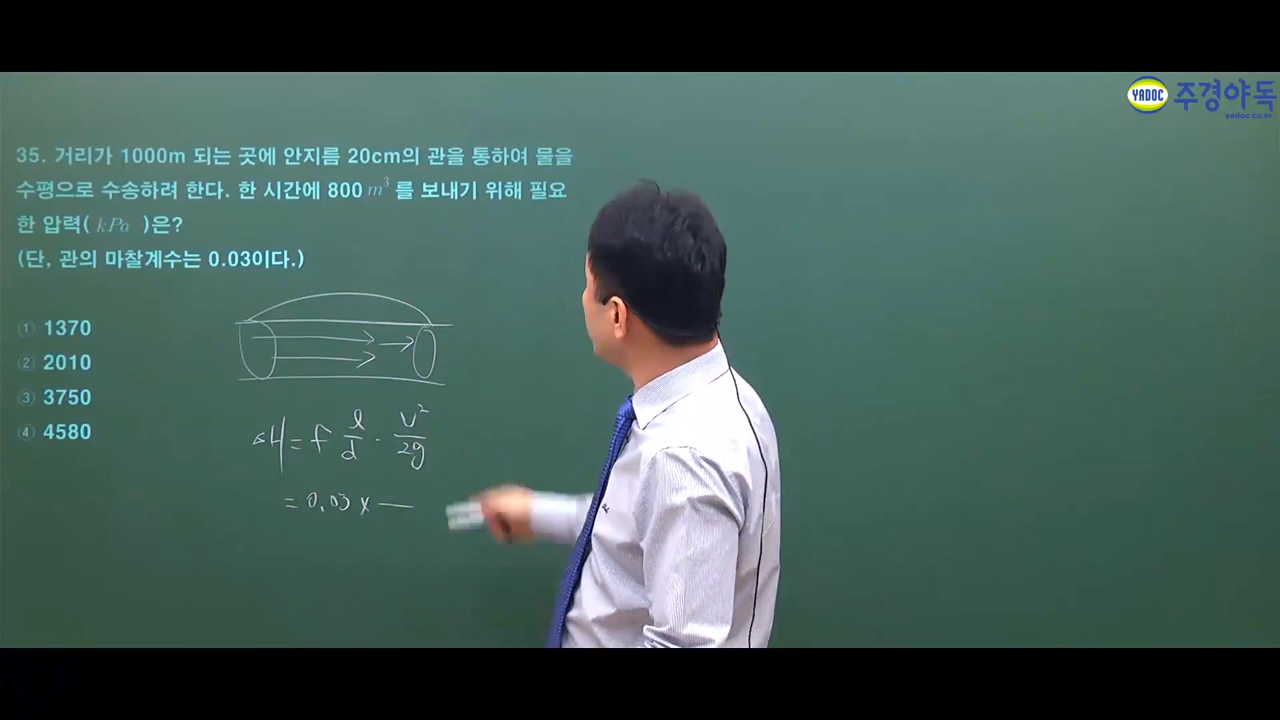 YADOC 주경야독
yadoc.co.kr
35. 거리가 1000m 되는 곳에 안지름 20cm의 관을 통하여 물을
수평으로 수송하려 한다. 한 시간에 800 m³ 를 보내기 위해 필요
한 압력( kPa )은?
(단, 관의 마찰계수는 0.03이다.)
① 1370
② 2010
③ 3750
④ 4580
△H = f l/d · v²/2g
= 0.03 ×